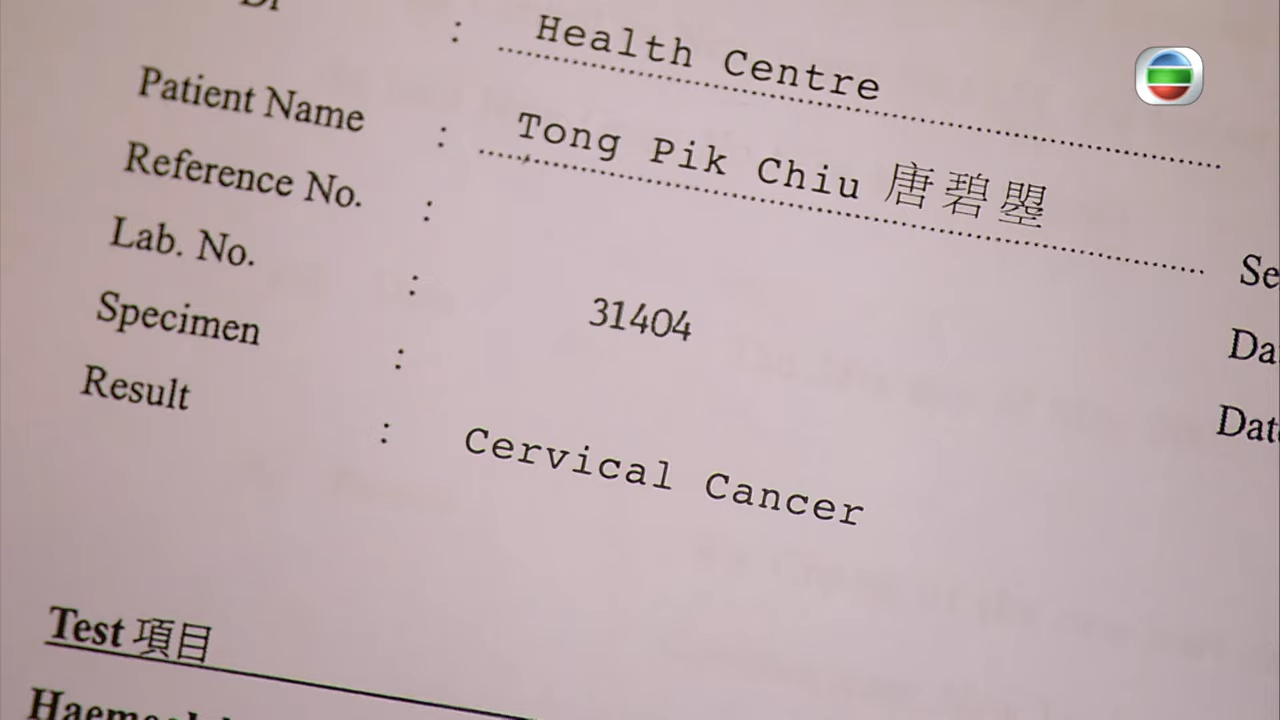 : Health Centre
Patient Name : Tong Pik Chiu 唐碧曌
Reference No. :
Lab. No. : 31404
Specimen :
Result : Cervical Cancer
Test 項目